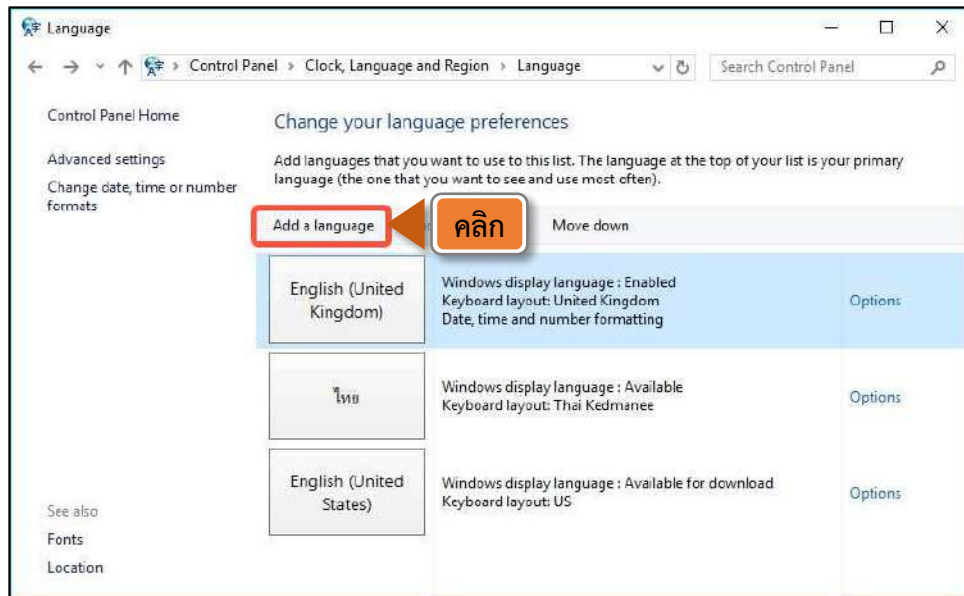 Language
Control Panel > Clock, Language and Region > Language
Search Control Panel
Control Panel Home
Advanced settings
Change date, time or number
formats
See also
Fonts
Location
Change your language preferences
Add languages that you want to use to this list. The language at the top of your list is your primary
language (the one that you want to see and use most often).
Add a language
คลิก
Move down
English (United
Kingdom)
Windows display language : Enabled
Keyboard layout: United Kingdom
Date, time and number formatting
Options
ไทย
Windows display language : Available
Keyboard layout: Thai Kedmanee
Options
English (United
States)
Windows display language : Available for download
Keyboard layout: US
Options